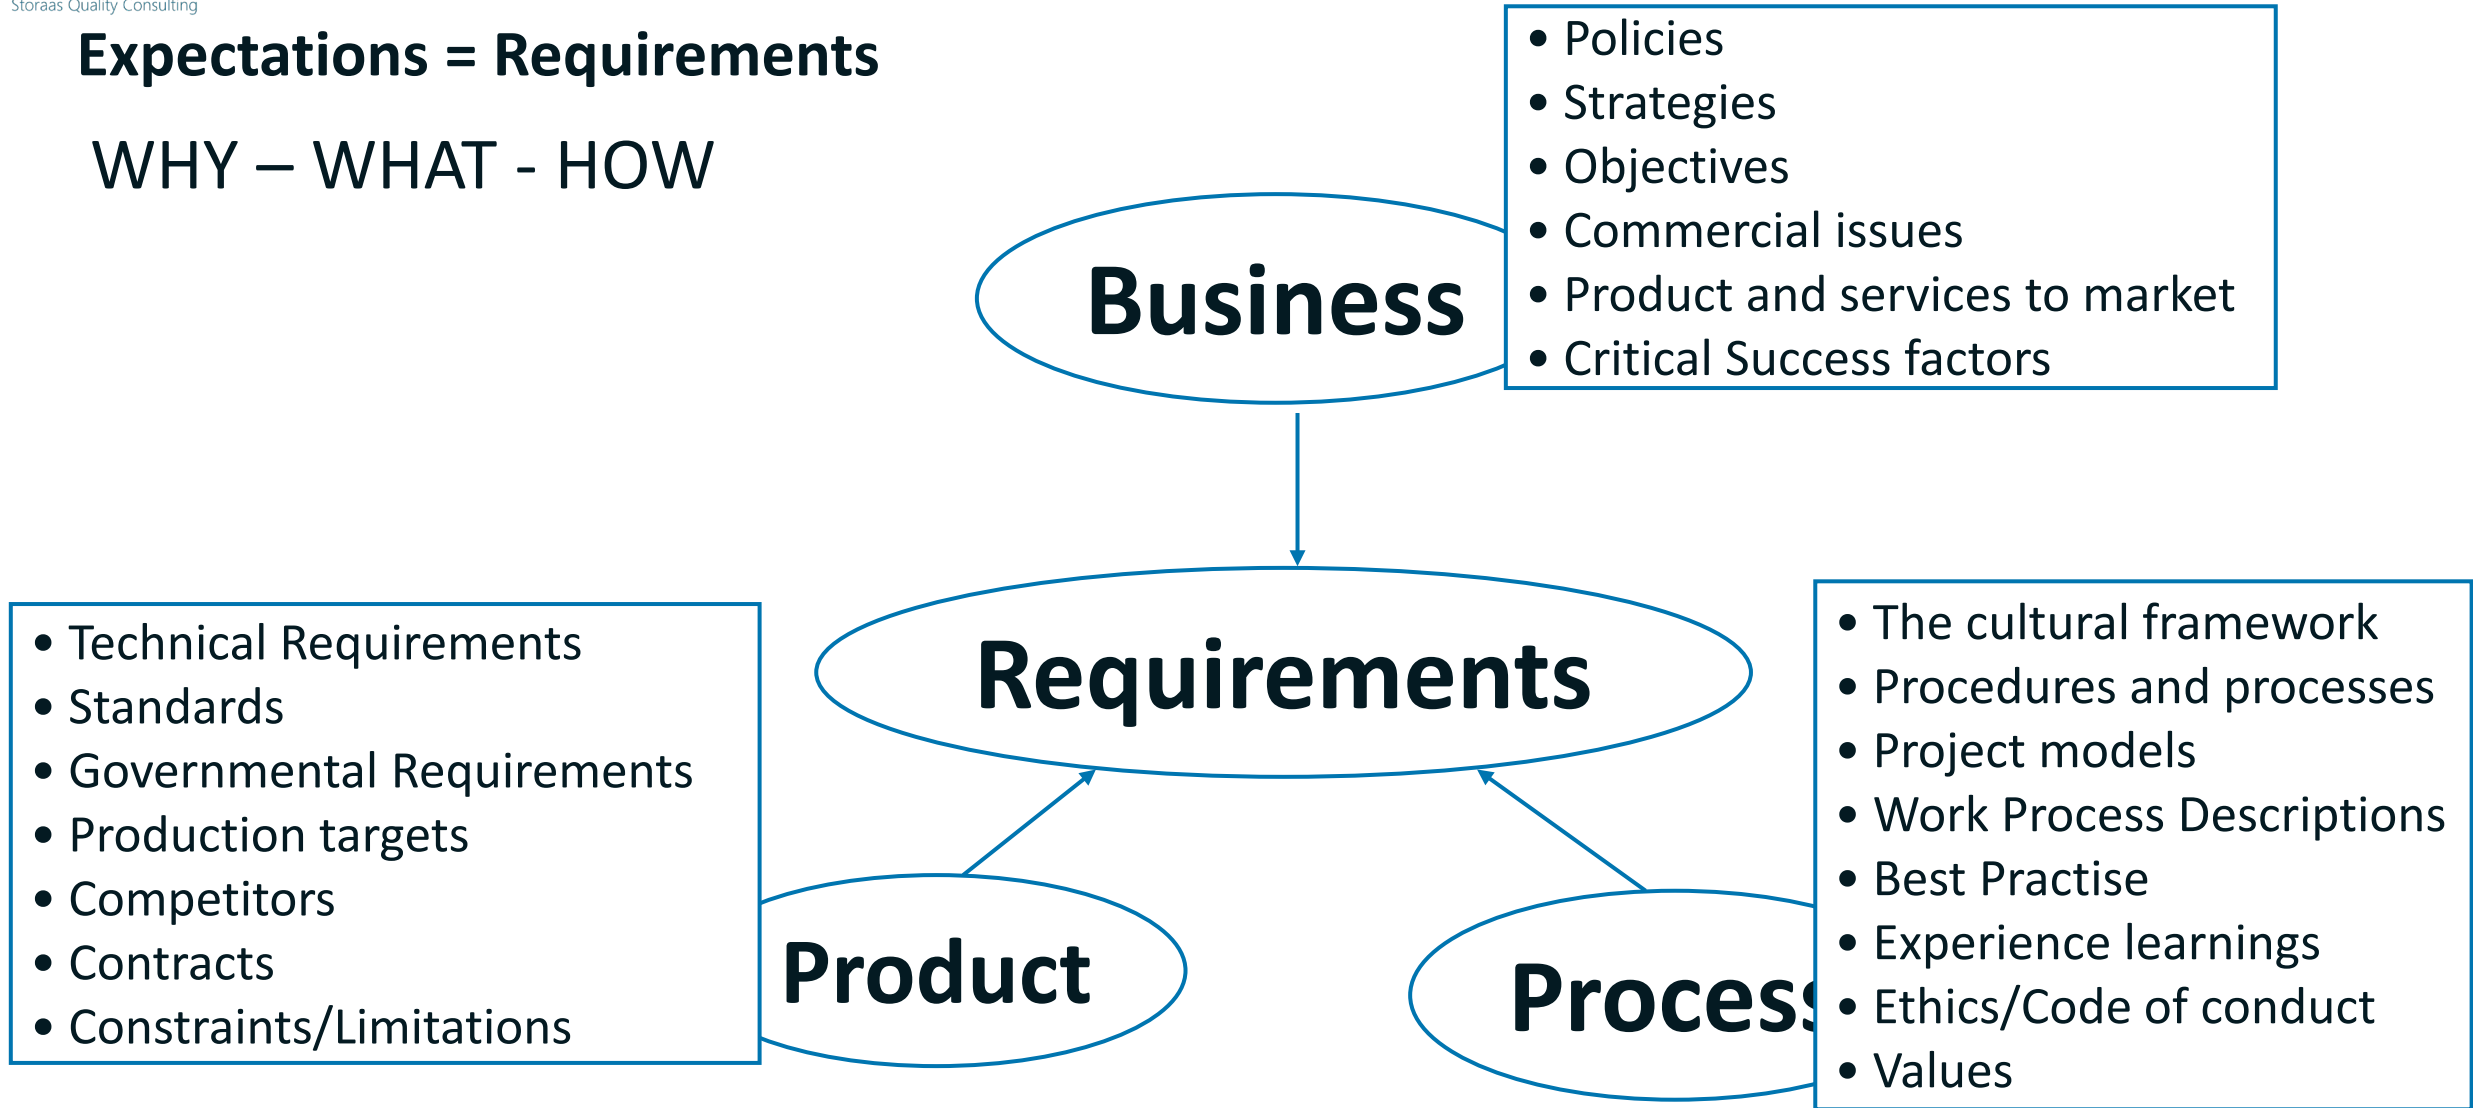 Storaas Quality Consulting
Expectations = Requirements
WHY – WHAT - HOW
Business
• Policies
• Strategies
• Objectives
• Commercial issues
• Product and services to market
• Critical Success factors
Requirements
• Technical Requirements
• Standards
• Governmental Requirements
• Production targets
• Competitors
• Contracts
• Constraints/Limitations
Product
Process
• The cultural framework
• Procedures and processes
• Project models
• Work Process Descriptions
• Best Practise
• Experience learnings
• Ethics/Code of conduct
• Values